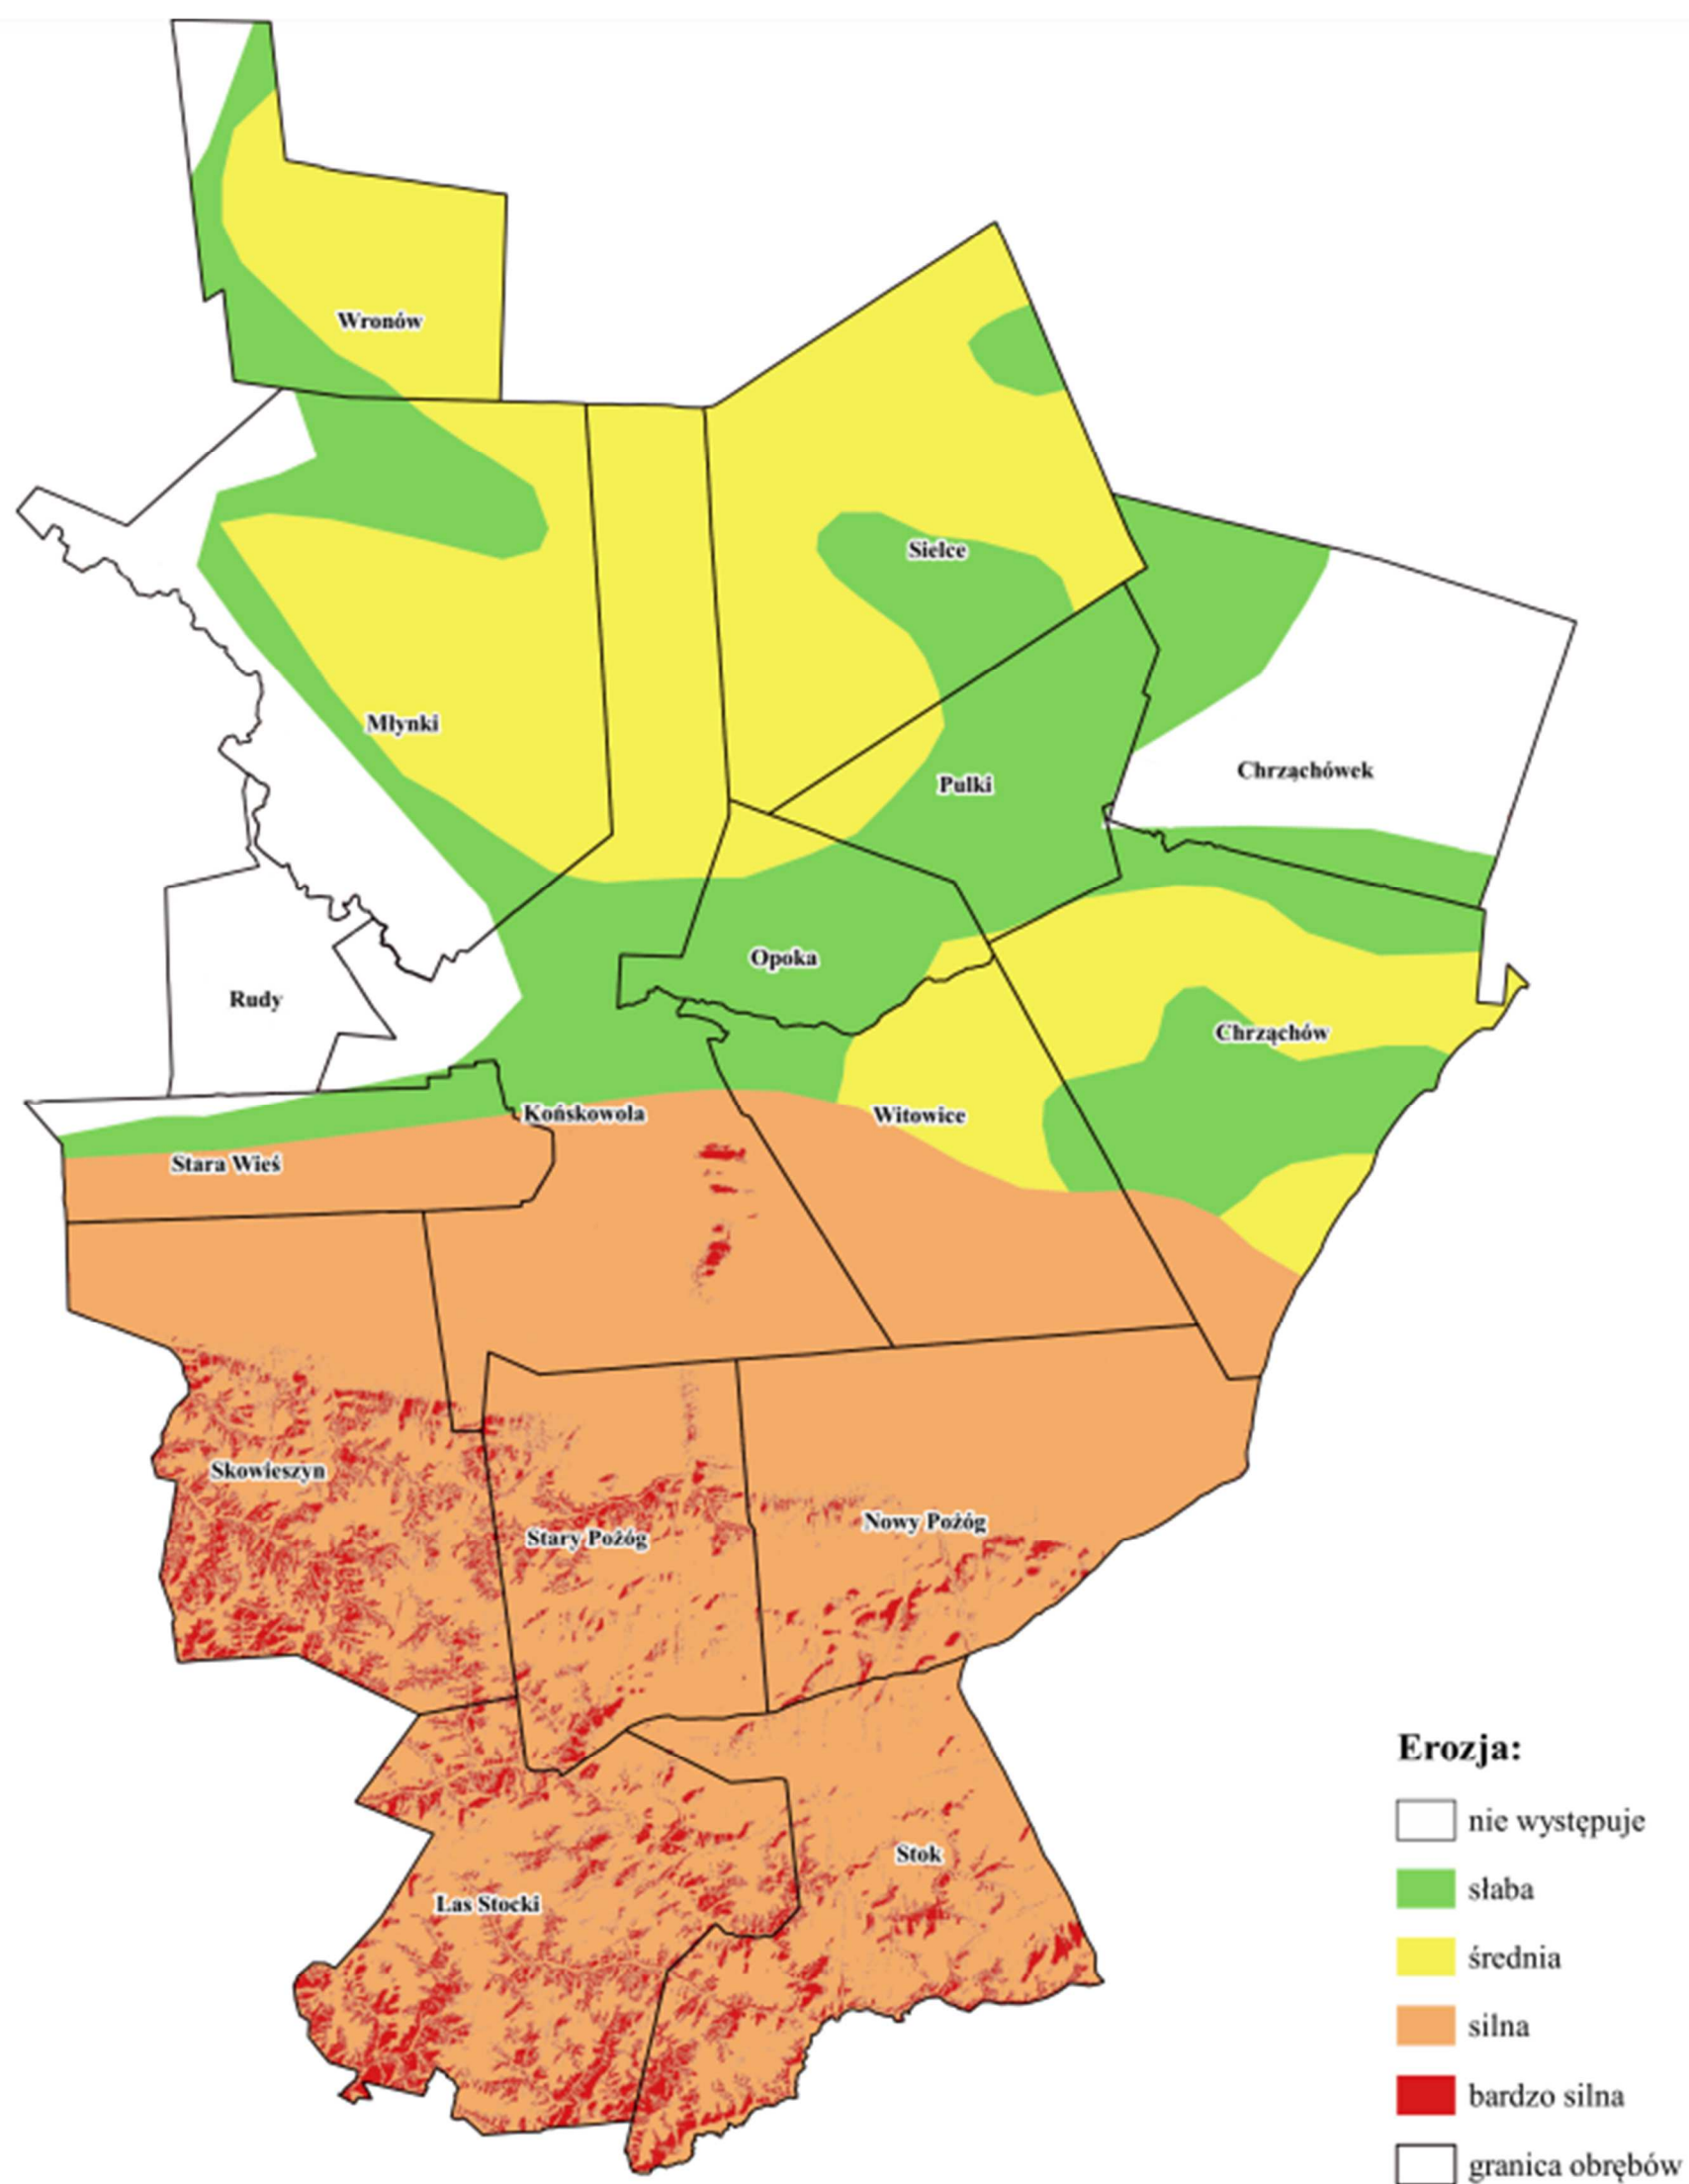 Wronów
Sielce
Młynki
Chrząchówek
Pulki
Opoka
Rudy
Chrząchów
Końskowola
Witowice
Stara Wieś
Skowieszyn
Nowy Pożóg
Stary Pożóg
Erozja:
nie występuje
słaba
Stok
Las Stocki
średnia
silna
bardzo silna
granica obrębów